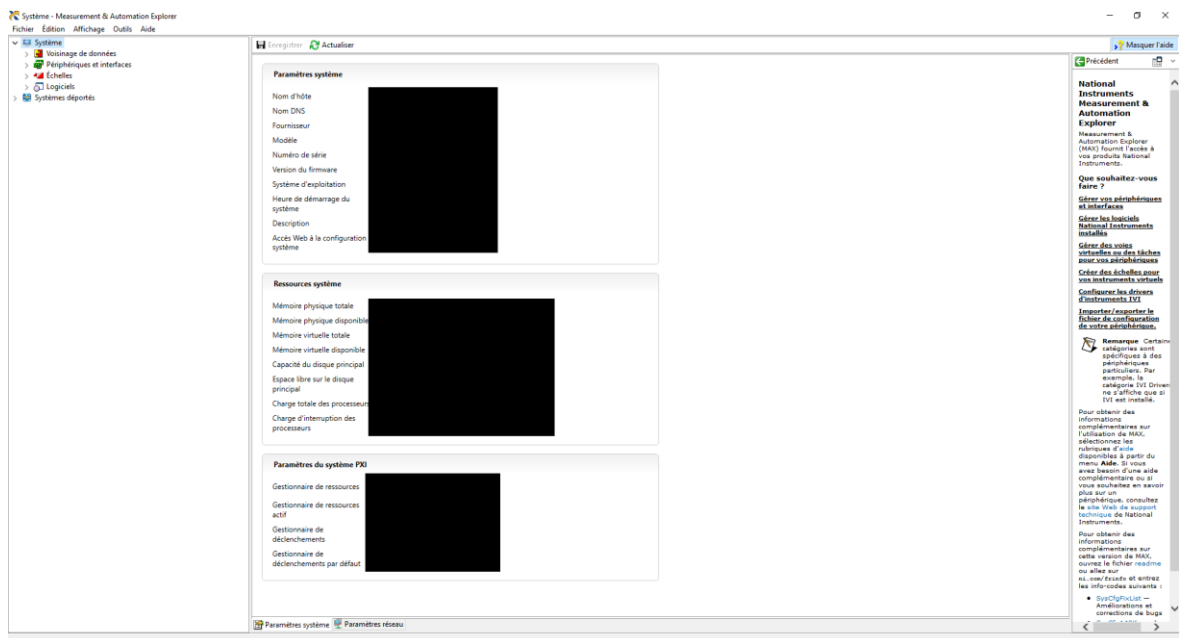 Système - Measurement & Automation Explorer
Fichier Édition Affichage Outils Aide
Système
Voisinage de données
Périphériques et interfaces
Échelles
Logiciels
Systèmes déportés
Enregistrer Actualiser
Masquer l'aide
Paramètres système
Nom d'hôte
Nom DNS
Fournisseur
Modèle
Numéro de série
Version du firmware
Système d'exploitation
Heure de démarrage du
système
Description
Accès Web à la configuration
système
Ressources système
Mémoire physique totale
Mémoire physique disponible
Mémoire virtuelle totale
Mémoire virtuelle disponible
Capacité du disque principal
Espace libre sur le disque
principal
Charge totale des processeurs
Charge d'interruption des
processeurs
Paramètres du système PXI
Gestionnaire de ressources
Gestionnaire de ressources
actif
Gestionnaire de
déclenchements
Gestionnaire de
déclenchements par défaut
Paramètres système Paramètres réseau
Précédent
National
Instruments
Measurement &
Automation
Explorer
Measurement &
Automation Explorer
(MAX) fournit l'accès à
vos produits National
Instruments.
Que souhaitez-vous
faire ?
Gérer vos périphériques
et interfaces
Gérer les logiciels
National Instruments
installés
Gérer des voies
virtuelles ou des tâches
pour vos périphériques
Créer des échelles pour
vos instruments virtuels
Configurer les drivers
d'instruments IVI
Importer/exporter le
fichier de configuration
de votre périphérique.
Remarque Certaine
catégories sont
spécifiques à des
périphériques
particuliers. Par
exemple, la
catégorie IVI Driven
ne s'affiche que si
IVI est installé.
Pour obtenir des
informations
complémentaires sur
l'utilisation de MAX,
sélectionnez les
rubriques d'aide
disponibles à partir du
menu Aide. Si vous
avez besoin d'une aide
complémentaire ou si
vous souhaitez en savoir
plus sur un
périphérique, consultez
le site Web de support
technique de National
Instruments.
Pour obtenir des
informations
complémentaires sur
cette version de MAX,
ouvrez le fichier readme
ou allez sur
ni.com/frinfo et entrez
les info-codes suivants :
SysCfgFixList —
Améliorations et
corrections de bugs